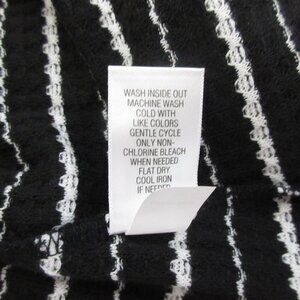 WASH INSIDE OUT
MACHINE WASH
COLD WITH
LIKE COLORS
GENTLE CYCLE
ONLY NON-
CHLORINE BLEACH
WHEN NEEDED
FLAT DRY
COOL IRON
IF NEEDED